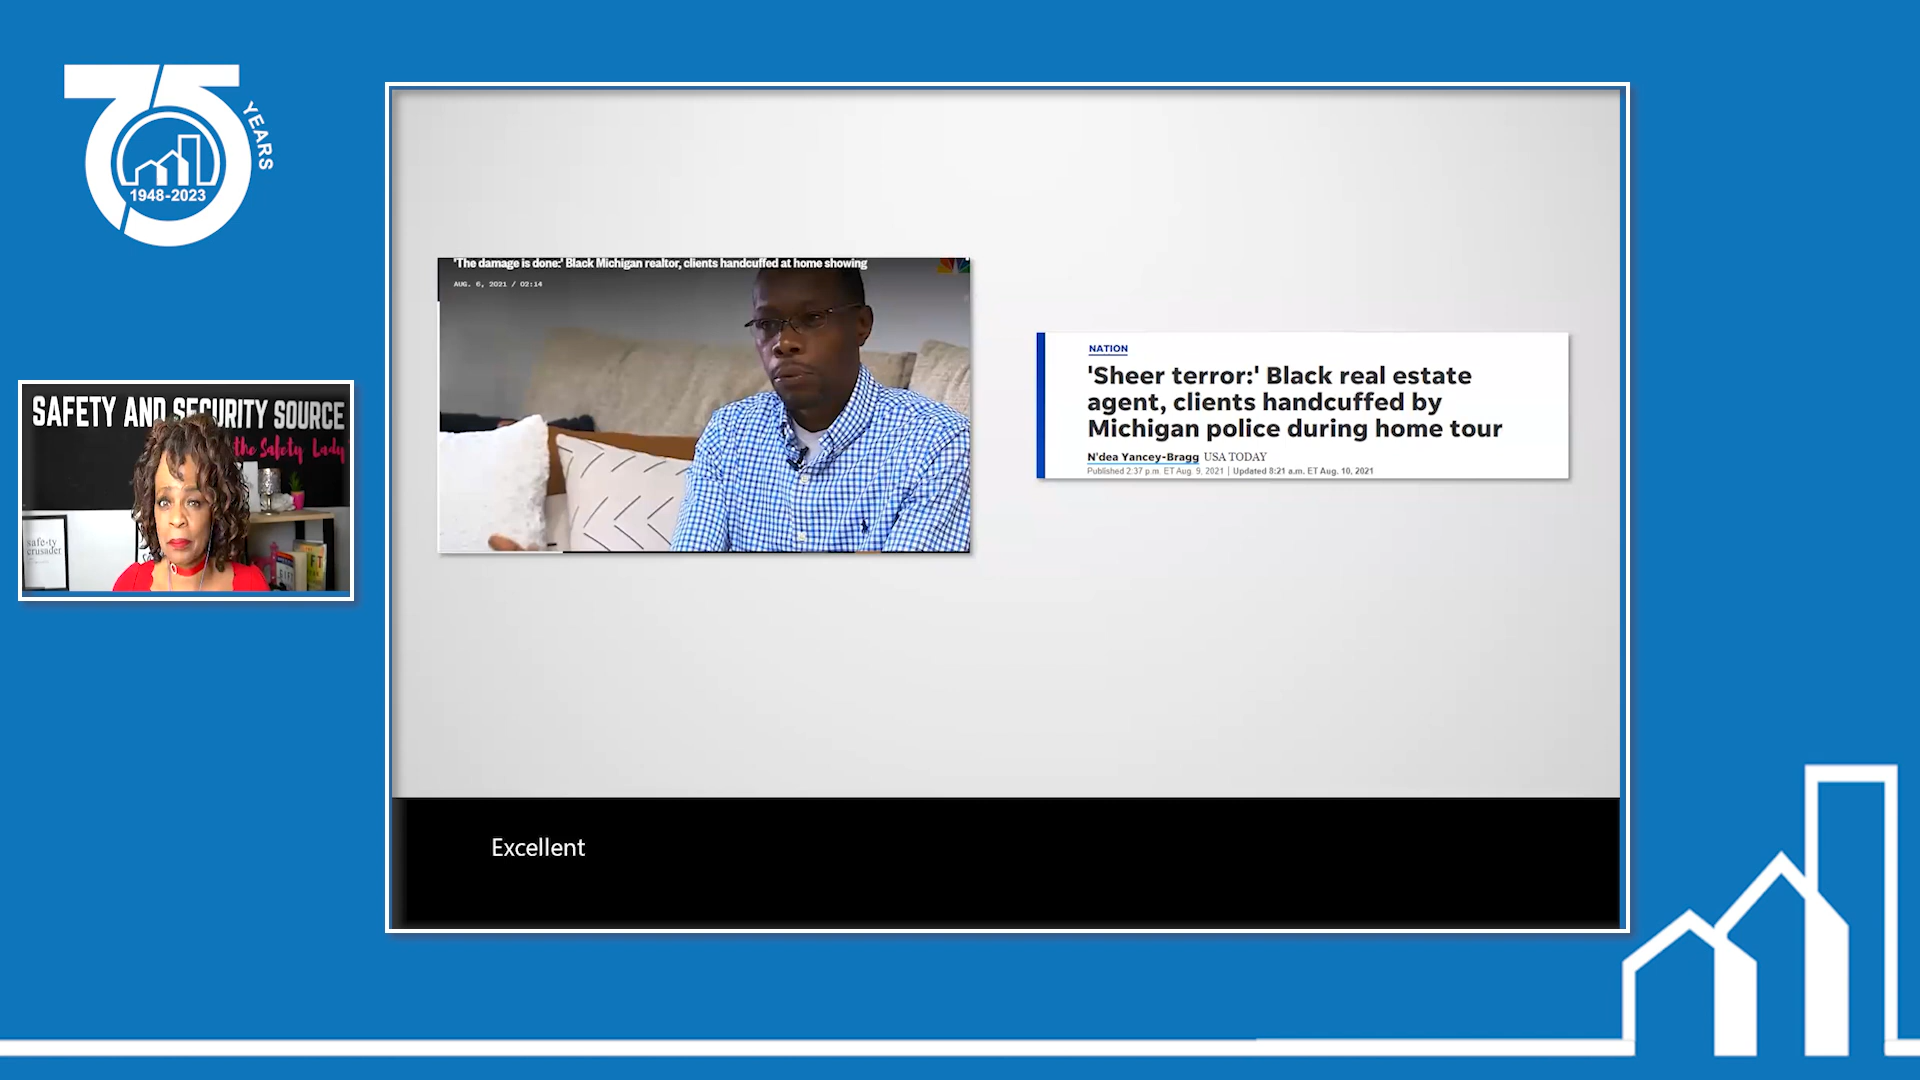 75
YEARS
1948-2023
SAFETY AND SECURITY SOURCE
the Safety Lady
safe·ty
crusader
'The damage is done:' Black Michigan realtor, clients handcuffed at home showing
AUG. 6, 2021 / 02:14
NATION
'Sheer terror:' Black real estate
agent, clients handcuffed by
Michigan police during home tour
N'dea Yancey-Bragg USA TODAY
Published 2:37 p.m. ET Aug. 9, 2021 | Updated 8:21 a.m. ET Aug. 10, 2021
Excellent